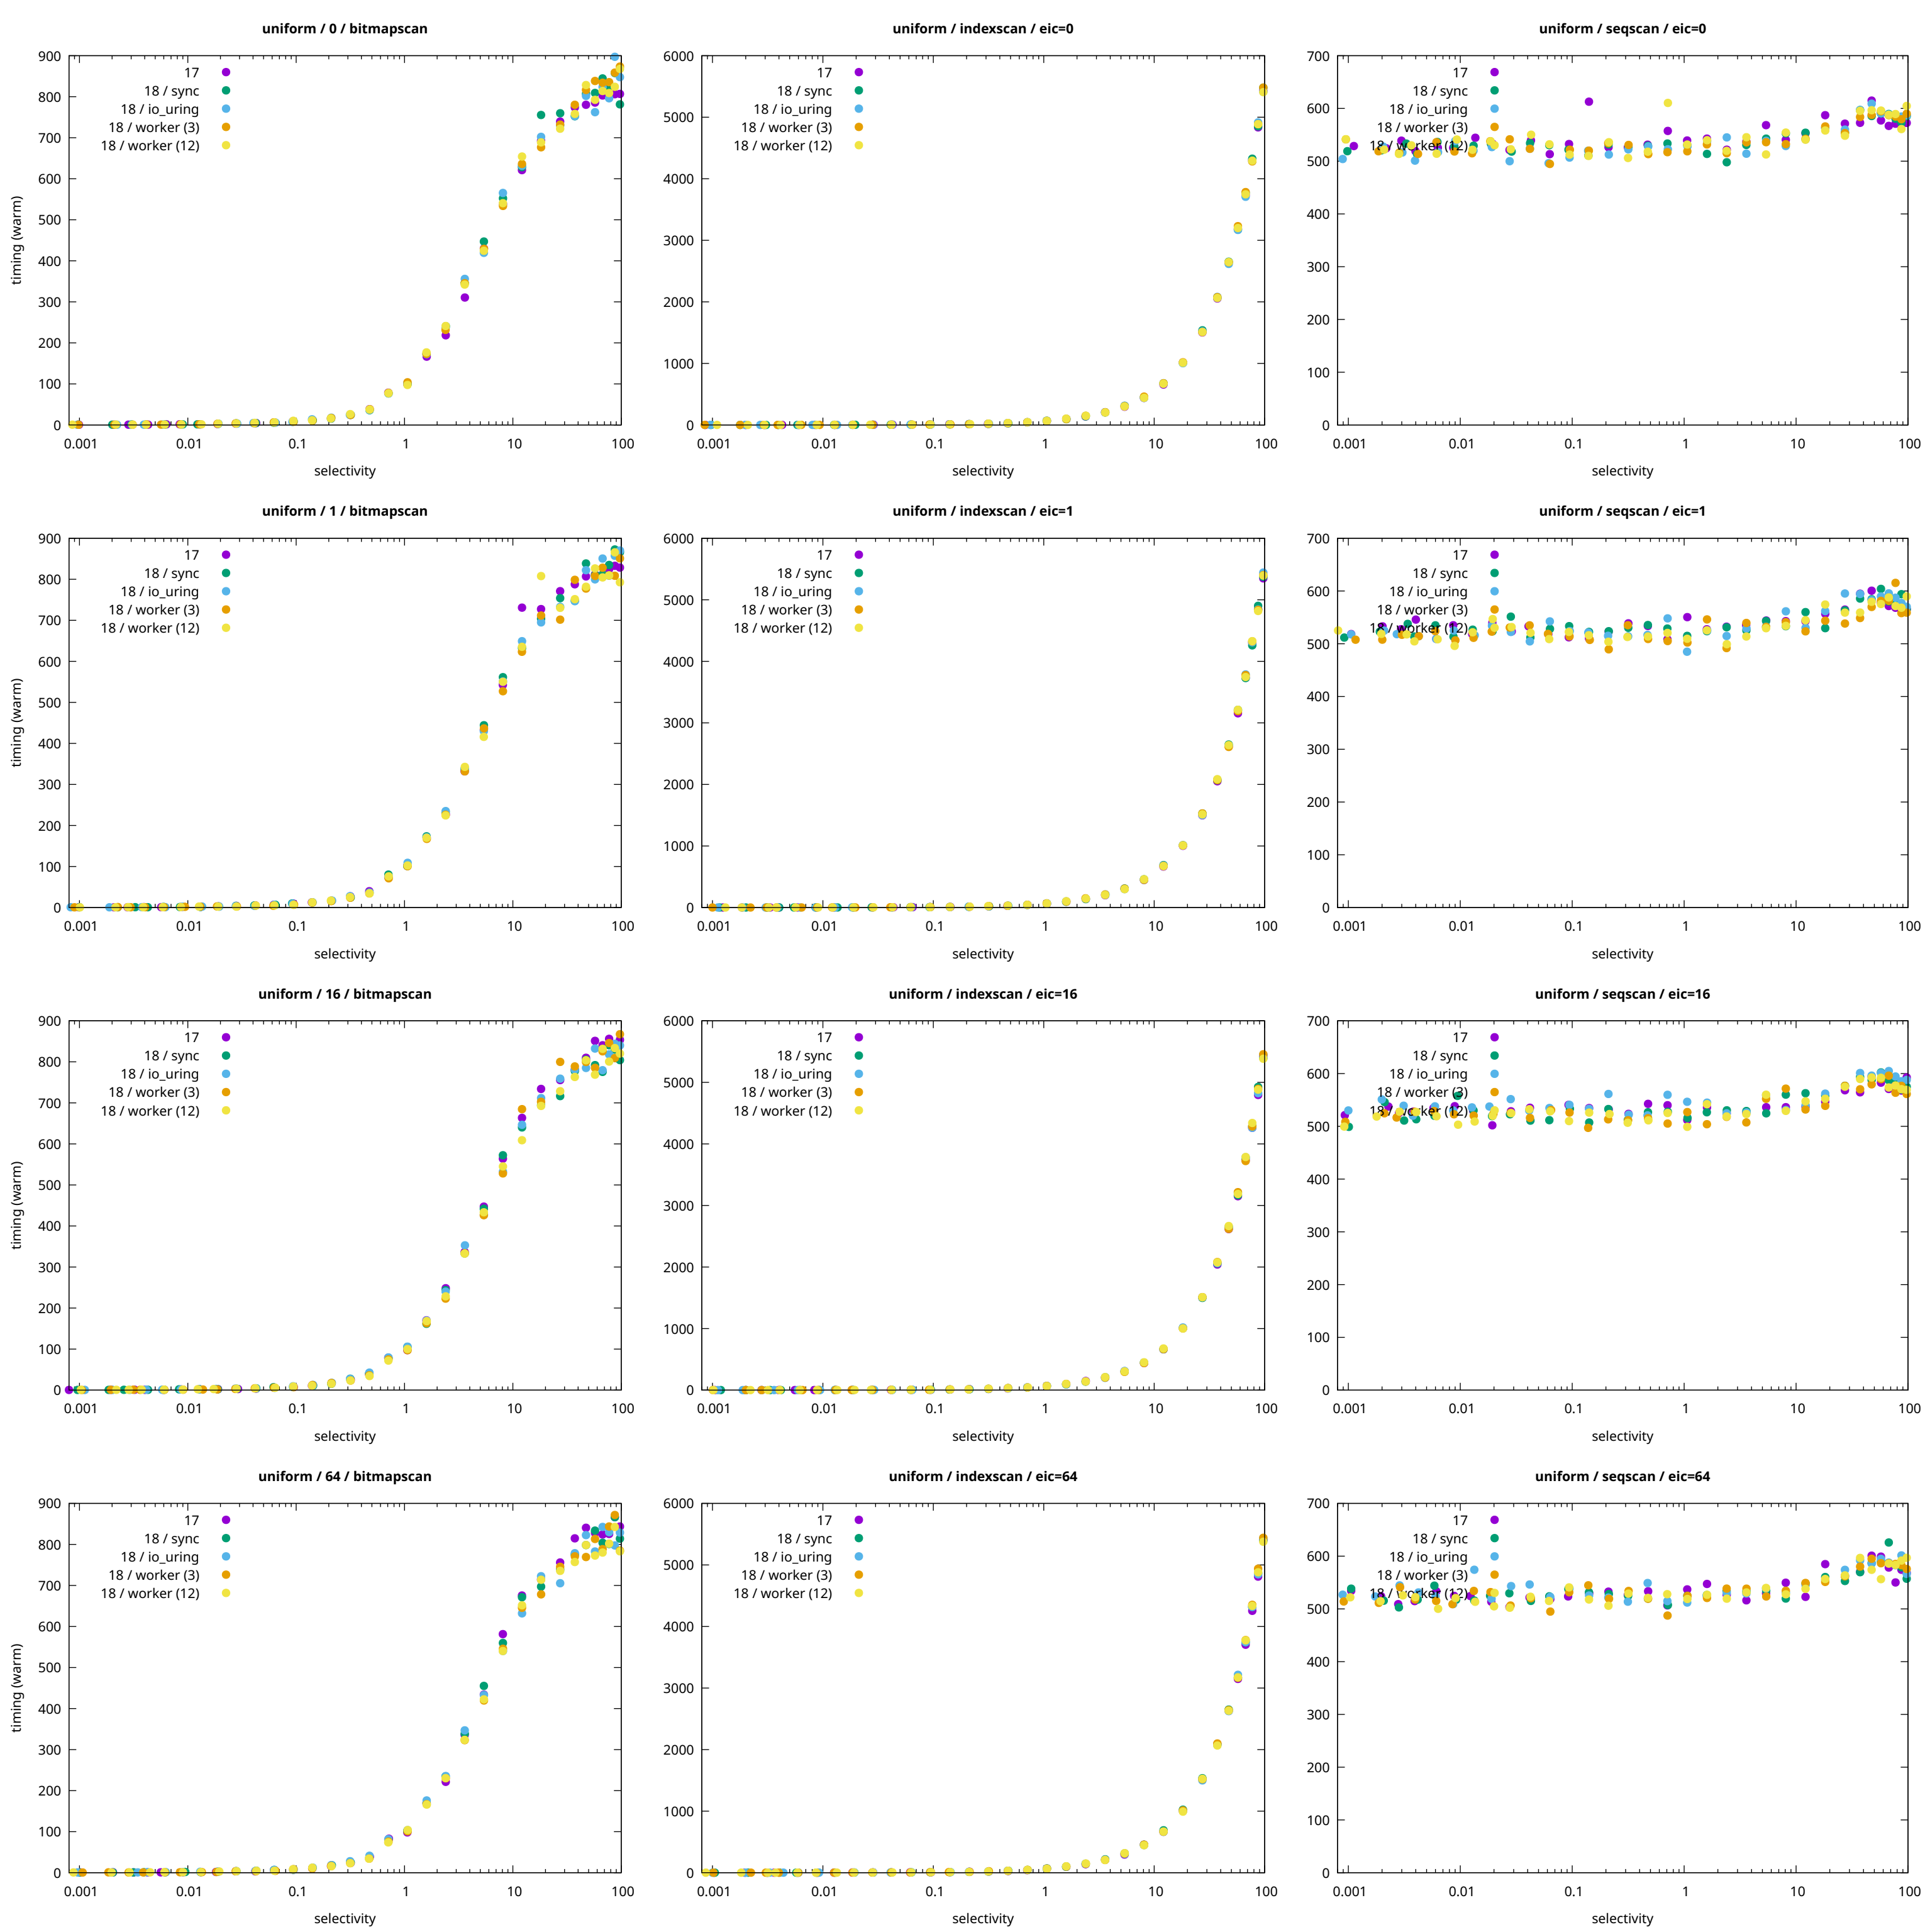 uniform / 0 / bitmapscan
900
800
700
600
500
400
300
200
100
0
timing (warm)
17
18 / sync
18 / io_uring
18 / worker (3)
18 / worker (12)
0.001 0.01 0.1 1 10 100
selectivity
uniform / indexscan / eic=0
6000
5000
4000
3000
2000
1000
0
17
18 / sync
18 / io_uring
18 / worker (3)
18 / worker (12)
0.001 0.01 0.1 1 10 100
selectivity
uniform / seqscan / eic=0
700
600
500
400
300
200
100
0
17
18 / sync
18 / io_uring
18 / worker (3)
18 / worker (12)
0.001 0.01 0.1 1 10 100
selectivity
uniform / 1 / bitmapscan
900
800
700
600
500
400
300
200
100
0
timing (warm)
17
18 / sync
18 / io_uring
18 / worker (3)
18 / worker (12)
0.001 0.01 0.1 1 10 100
selectivity
uniform / indexscan / eic=1
6000
5000
4000
3000
2000
1000
0
17
18 / sync
18 / io_uring
18 / worker (3)
18 / worker (12)
0.001 0.01 0.1 1 10 100
selectivity
uniform / seqscan / eic=1
700
600
500
400
300
200
100
0
17
18 / sync
18 / io_uring
18 / worker (3)
18 / worker (12)
0.001 0.01 0.1 1 10 100
selectivity
uniform / 16 / bitmapscan
900
800
700
600
500
400
300
200
100
0
timing (warm)
17
18 / sync
18 / io_uring
18 / worker (3)
18 / worker (12)
0.001 0.01 0.1 1 10 100
selectivity
uniform / indexscan / eic=16
6000
5000
4000
3000
2000
1000
0
17
18 / sync
18 / io_uring
18 / worker (3)
18 / worker (12)
0.001 0.01 0.1 1 10 100
selectivity
uniform / seqscan / eic=16
700
600
500
400
300
200
100
0
17
18 / sync
18 / io_uring
18 / worker (3)
18 / worker (12)
0.001 0.01 0.1 1 10 100
selectivity
uniform / 64 / bitmapscan
900
800
700
600
500
400
300
200
100
0
timing (warm)
17
18 / sync
18 / io_uring
18 / worker (3)
18 / worker (12)
0.001 0.01 0.1 1 10 100
selectivity
uniform / indexscan / eic=64
6000
5000
4000
3000
2000
1000
0
17
18 / sync
18 / io_uring
18 / worker (3)
18 / worker (12)
0.001 0.01 0.1 1 10 100
selectivity
uniform / seqscan / eic=64
700
600
500
400
300
200
100
0
17
18 / sync
18 / io_uring
18 / worker (3)
18 / worker (12)
0.001 0.01 0.1 1 10 100
selectivity